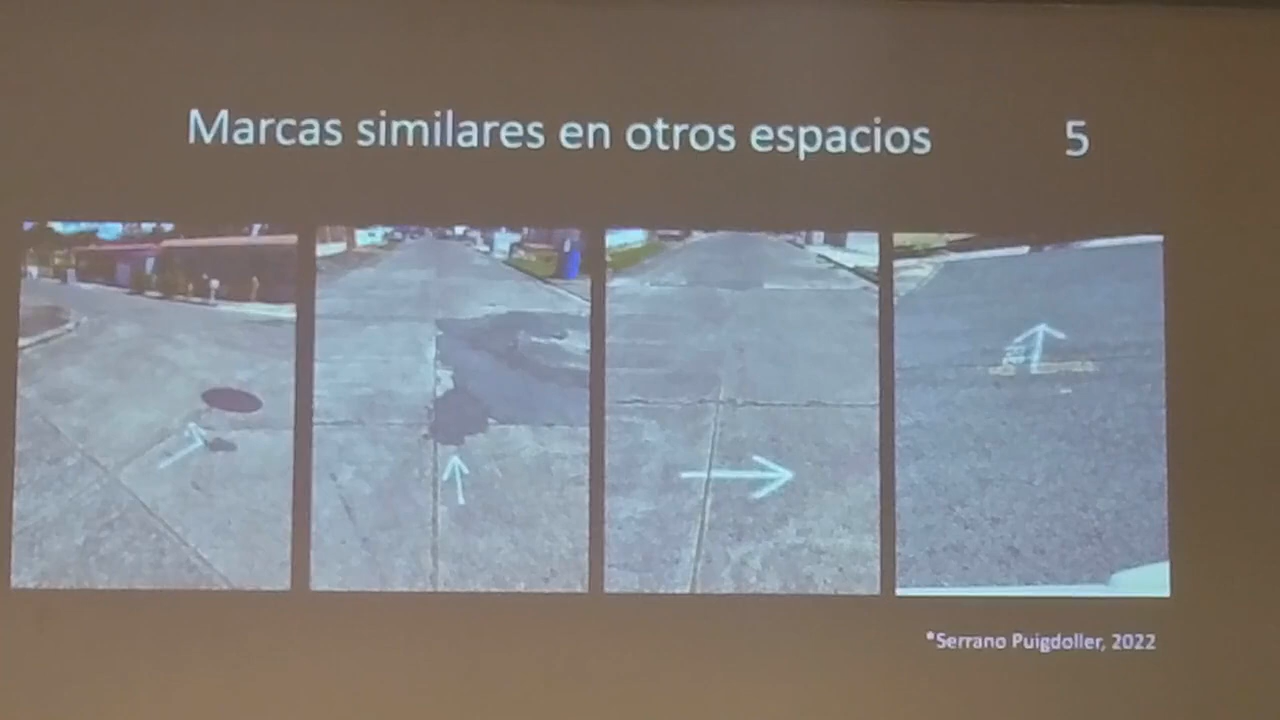 Marcas similares en otros espacios
5
*Serrano Puigdoller, 2022